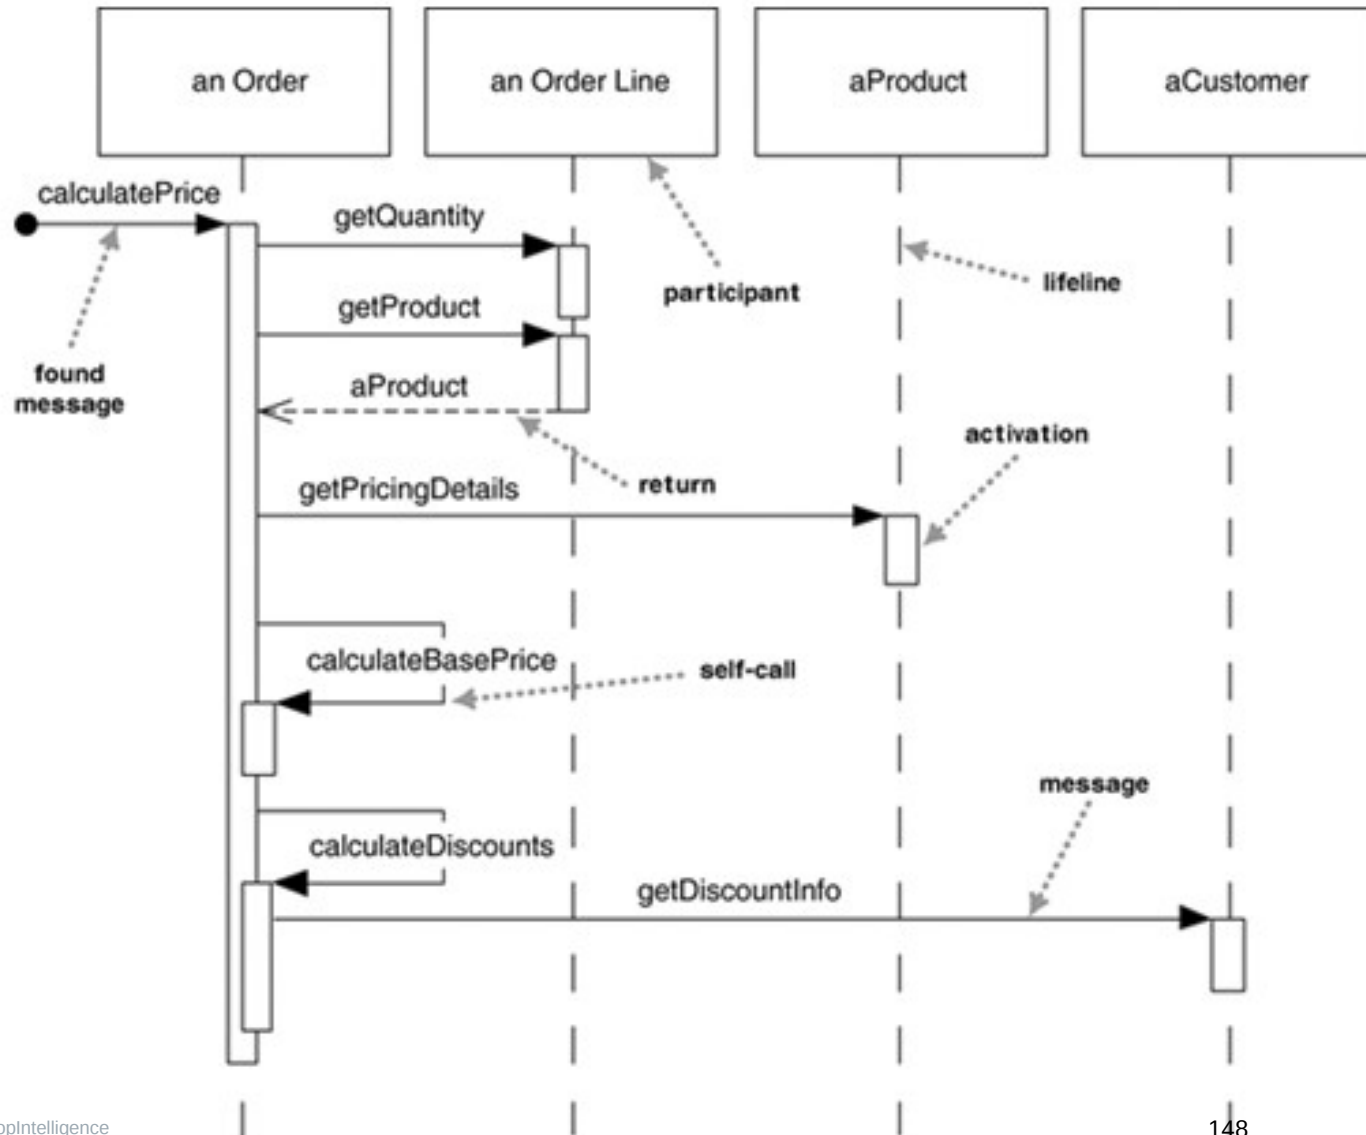 an Order
an Order Line
aProduct
aCustomer
calculatePrice
getQuantity
participant
lifeline
getProduct
found
message
aProduct
activation
return
getPricingDetails
calculateBasePrice
self-call
message
calculateDiscounts
getDiscountInfo
opIntelligence
148